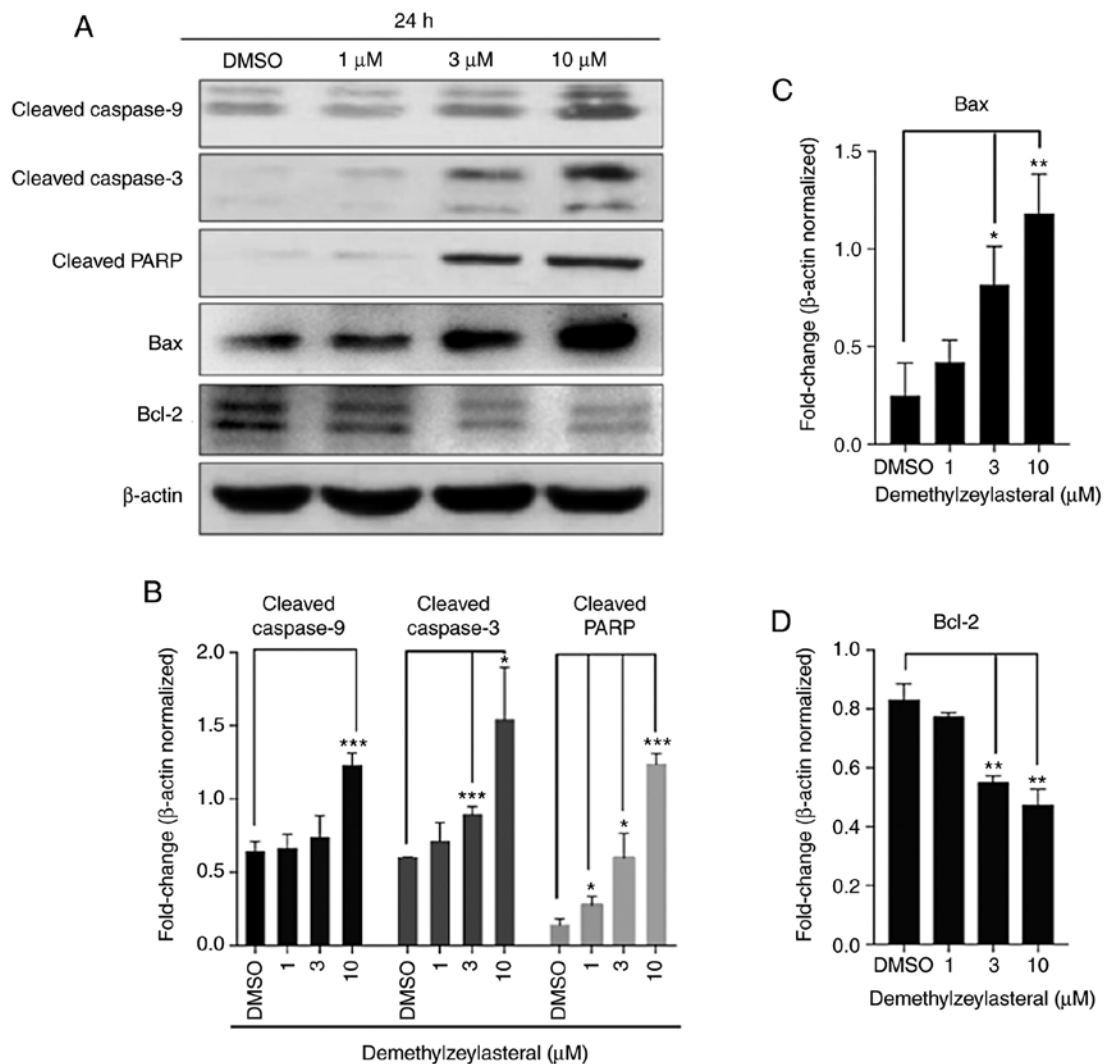 A
24 h
DMSO 1 μM 3 μM 10 μM
Cleaved caspase-9
Cleaved caspase-3
Cleaved PARP
Bax
Bcl-2
β-actin
B
Cleaved caspase-9
Cleaved caspase-3
Cleaved PARP
Fold-change (β-actin normalized)
2.0
1.5
1.0
0.5
0.0
***
***
*
*
*
***
DMSO 1 3 10 DMSO 1 3 10 DMSO 1 3 10
Demethylzeylasteral (μM)
C
Bax
Fold-change (β-actin normalized)
1.5
1.0
0.5
0.0
*
**
DMSO 1 3 10
Demethylzeylasteral (μM)
D
Bcl-2
Fold-change (β-actin normalized)
1.0
0.8
0.6
0.4
0.2
0.0
**
**
DMSO 1 3 10
Demethylzeylasteral (μM)